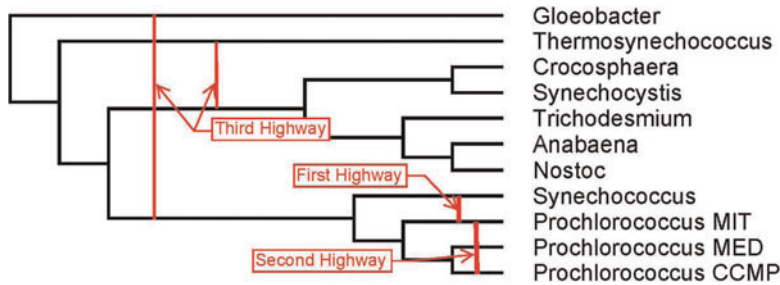 Gloeobacter
Thermosynechococcus
Crocosphaera
Synechocystis
Trichodesmium
Third Highway
Anabaena
First Highway
Nostoc
Synechococcus
Prochlorococcus MIT
Prochlorococcus MED
Second Highway
Prochlorococcus CCMP